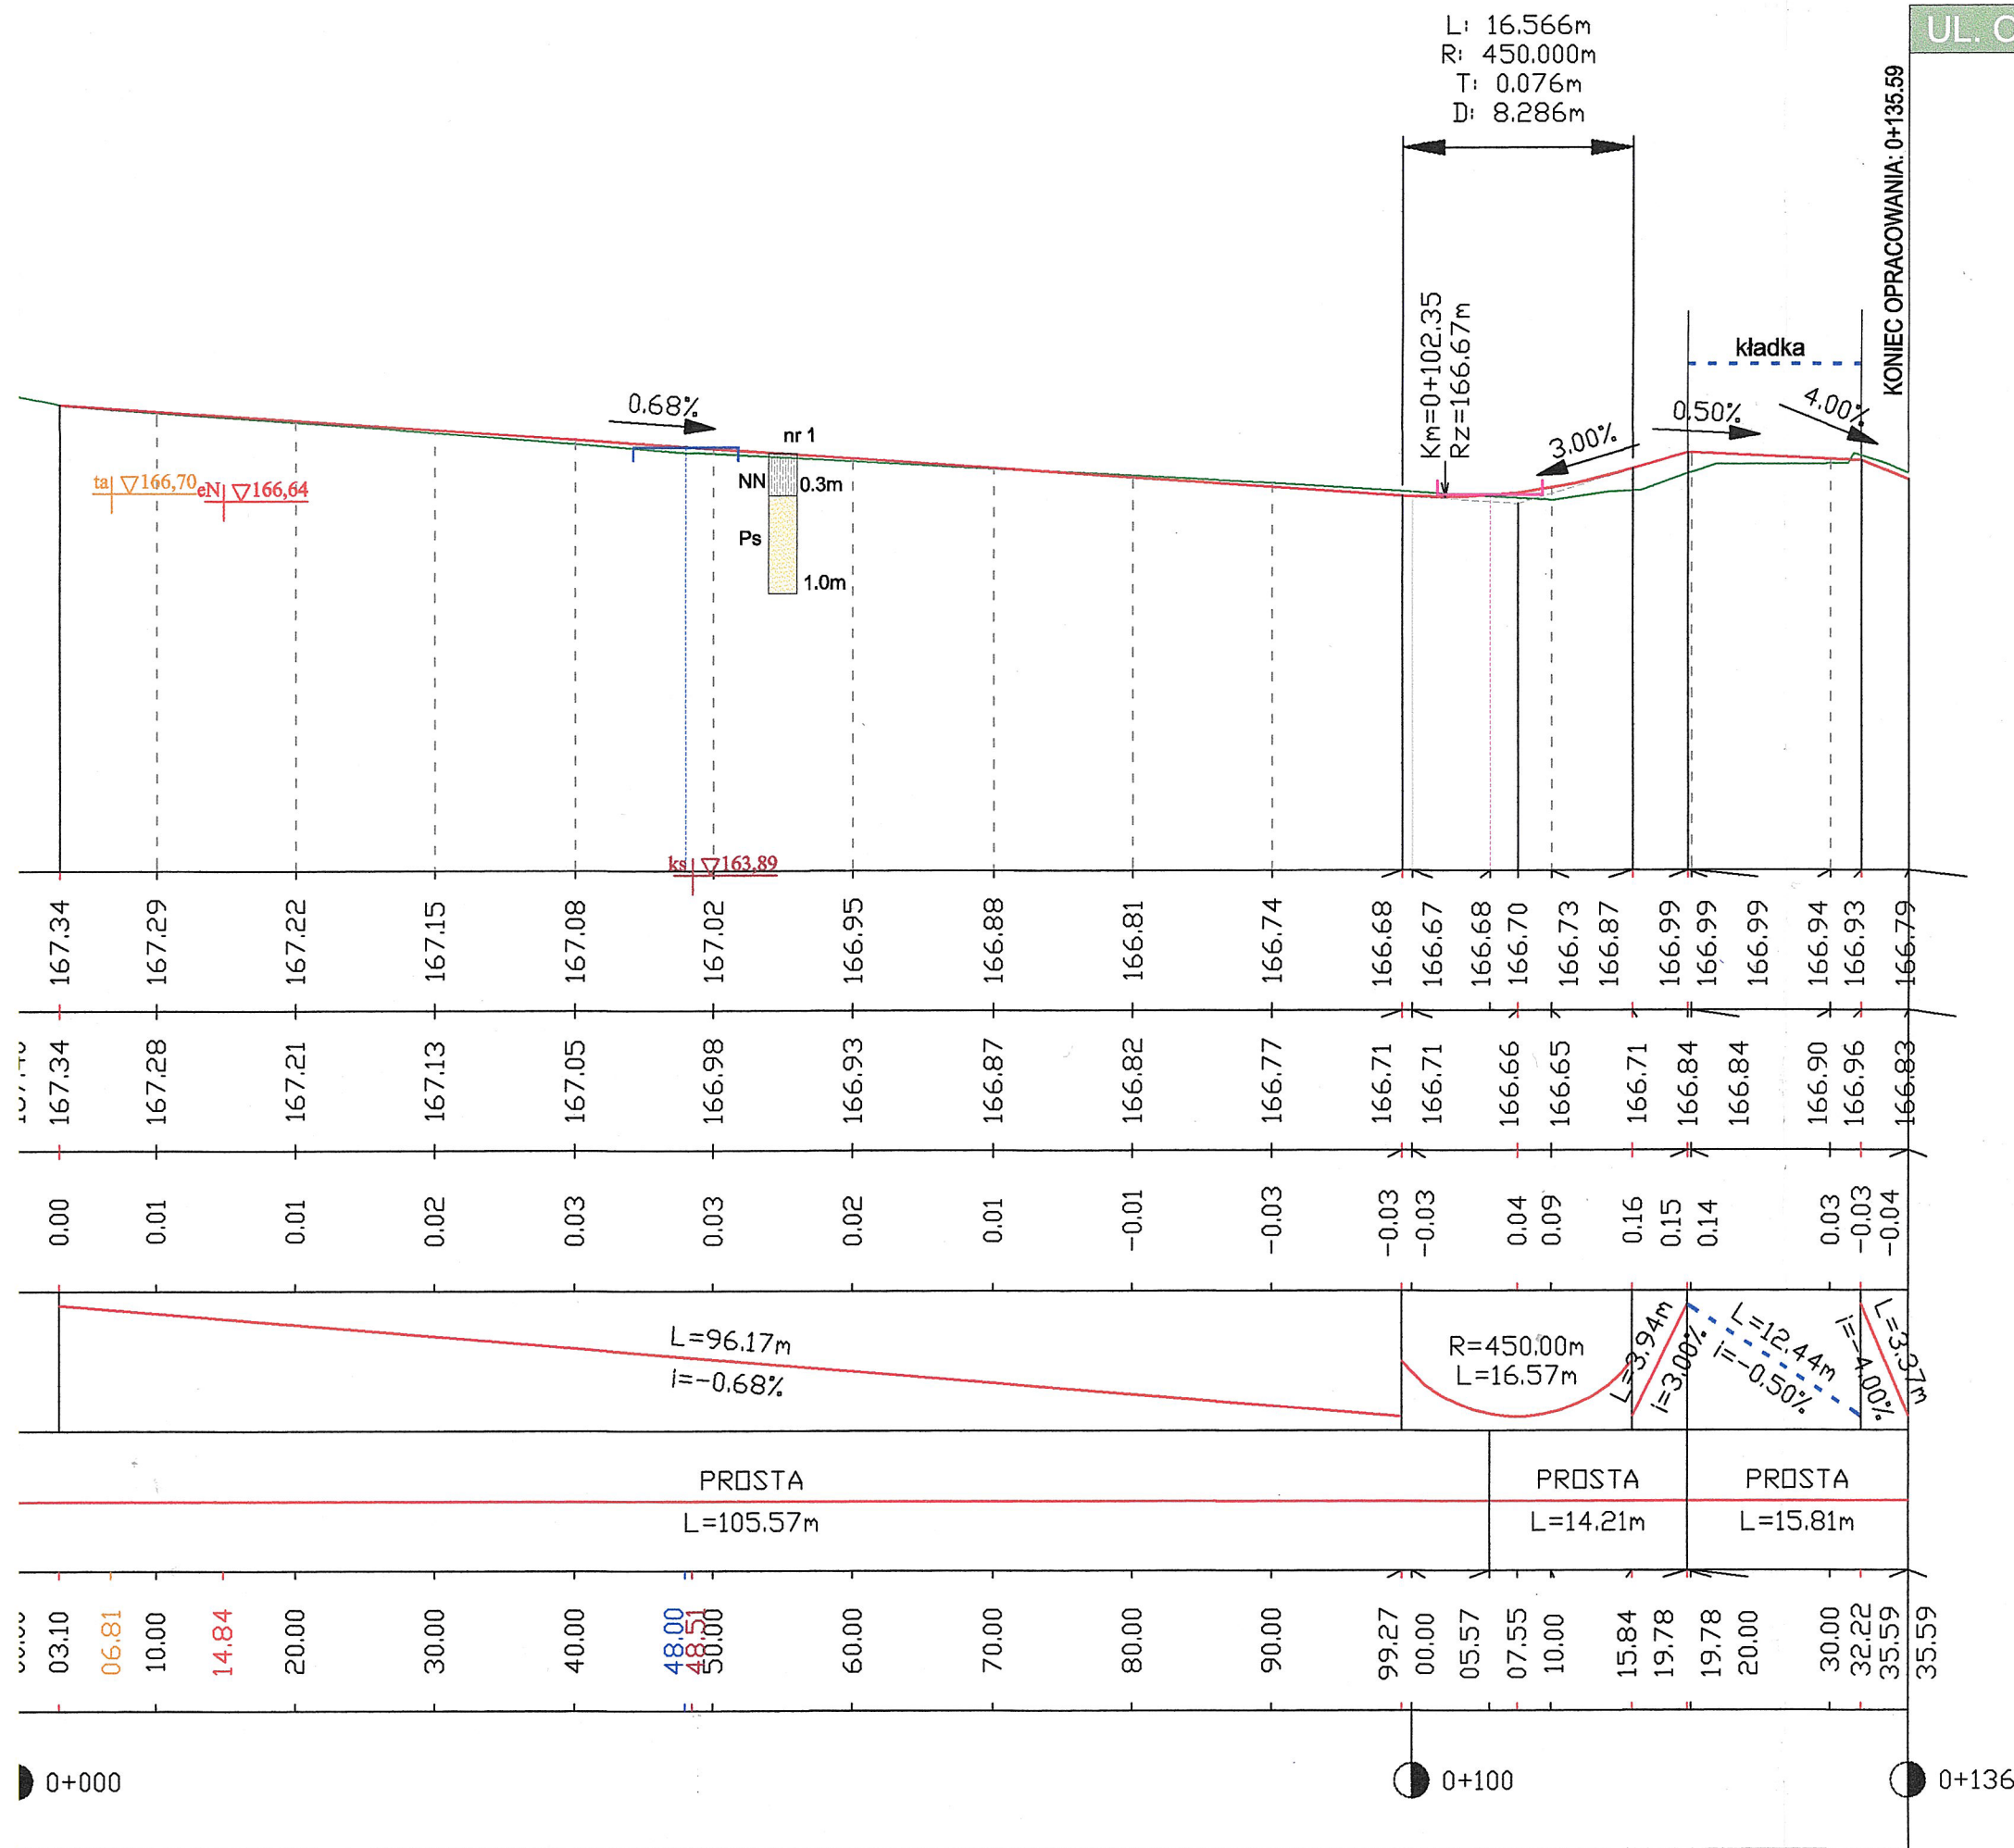 UL. 
L: 16.566m
R: 450.000m
T: 0.076m
D: 8.286m
KONIEC OPRACOWANIA: 0+135.59
Km=0+102.35
Rz=166.67m
kładka
0.68%
3.00%
0.50%
4.00%
nr 1
NN
0.3m
Ps
1.0m
ta 166,70
eN 166,64
ks 163,89
167.34 167.29 167.22 167.15 167.08 167.02 166.95 166.88 166.81 166.74 166.68 166.67 166.68 166.70 166.73 166.87 166.99 166.99 166.99 166.94 166.93 166.79
167.34 167.28 167.21 167.13 167.05 166.98 166.93 166.87 166.82 166.77 166.71 166.71 166.66 166.65 166.71 166.84 166.84 166.90 166.96 166.83
0.00 0.01 0.01 0.02 0.03 0.03 0.02 0.01 -0.01 -0.03 -0.03 -0.03 0.04 0.09 0.16 0.15 0.14 0.03 -0.03 -0.04
L=96.17m
i=-0.68%
R=450.00m
L=16.57m
L=3.94m
i=3.00%
L=12.44m
i=-0.50%
L=3.37m
i=-4.00%
PROSTA
L=105.57m
PROSTA
L=14.21m
PROSTA
L=15.81m
03.10 06.81 10.00 14.84 20.00 30.00 40.00 48.00 48.51 50.00 60.00 70.00 80.00 90.00 99.27 00.00 05.57 07.55 10.00 15.84 19.78 19.78 20.00 30.00 32.22 35.59 35.59
0+000
0+100
0+136